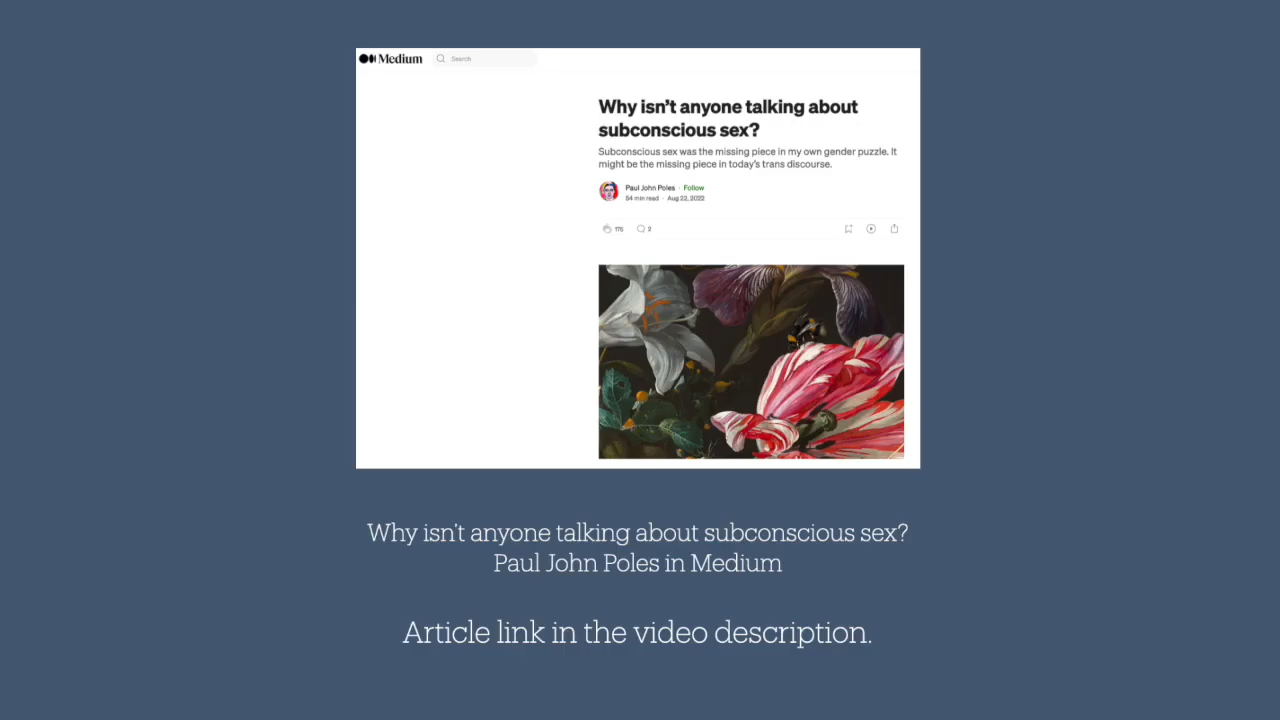 Medium
Search
Why isn't anyone talking about
subconscious sex?
Subconscious sex was the missing piece in my own gender puzzle. It
might be the missing piece in today's trans discourse.
Paul John Poles · Follow
54 min read · Aug 22, 2022
176 2
Why isn't anyone talking about subconscious sex?
Paul John Poles in Medium
Article link in the video description.